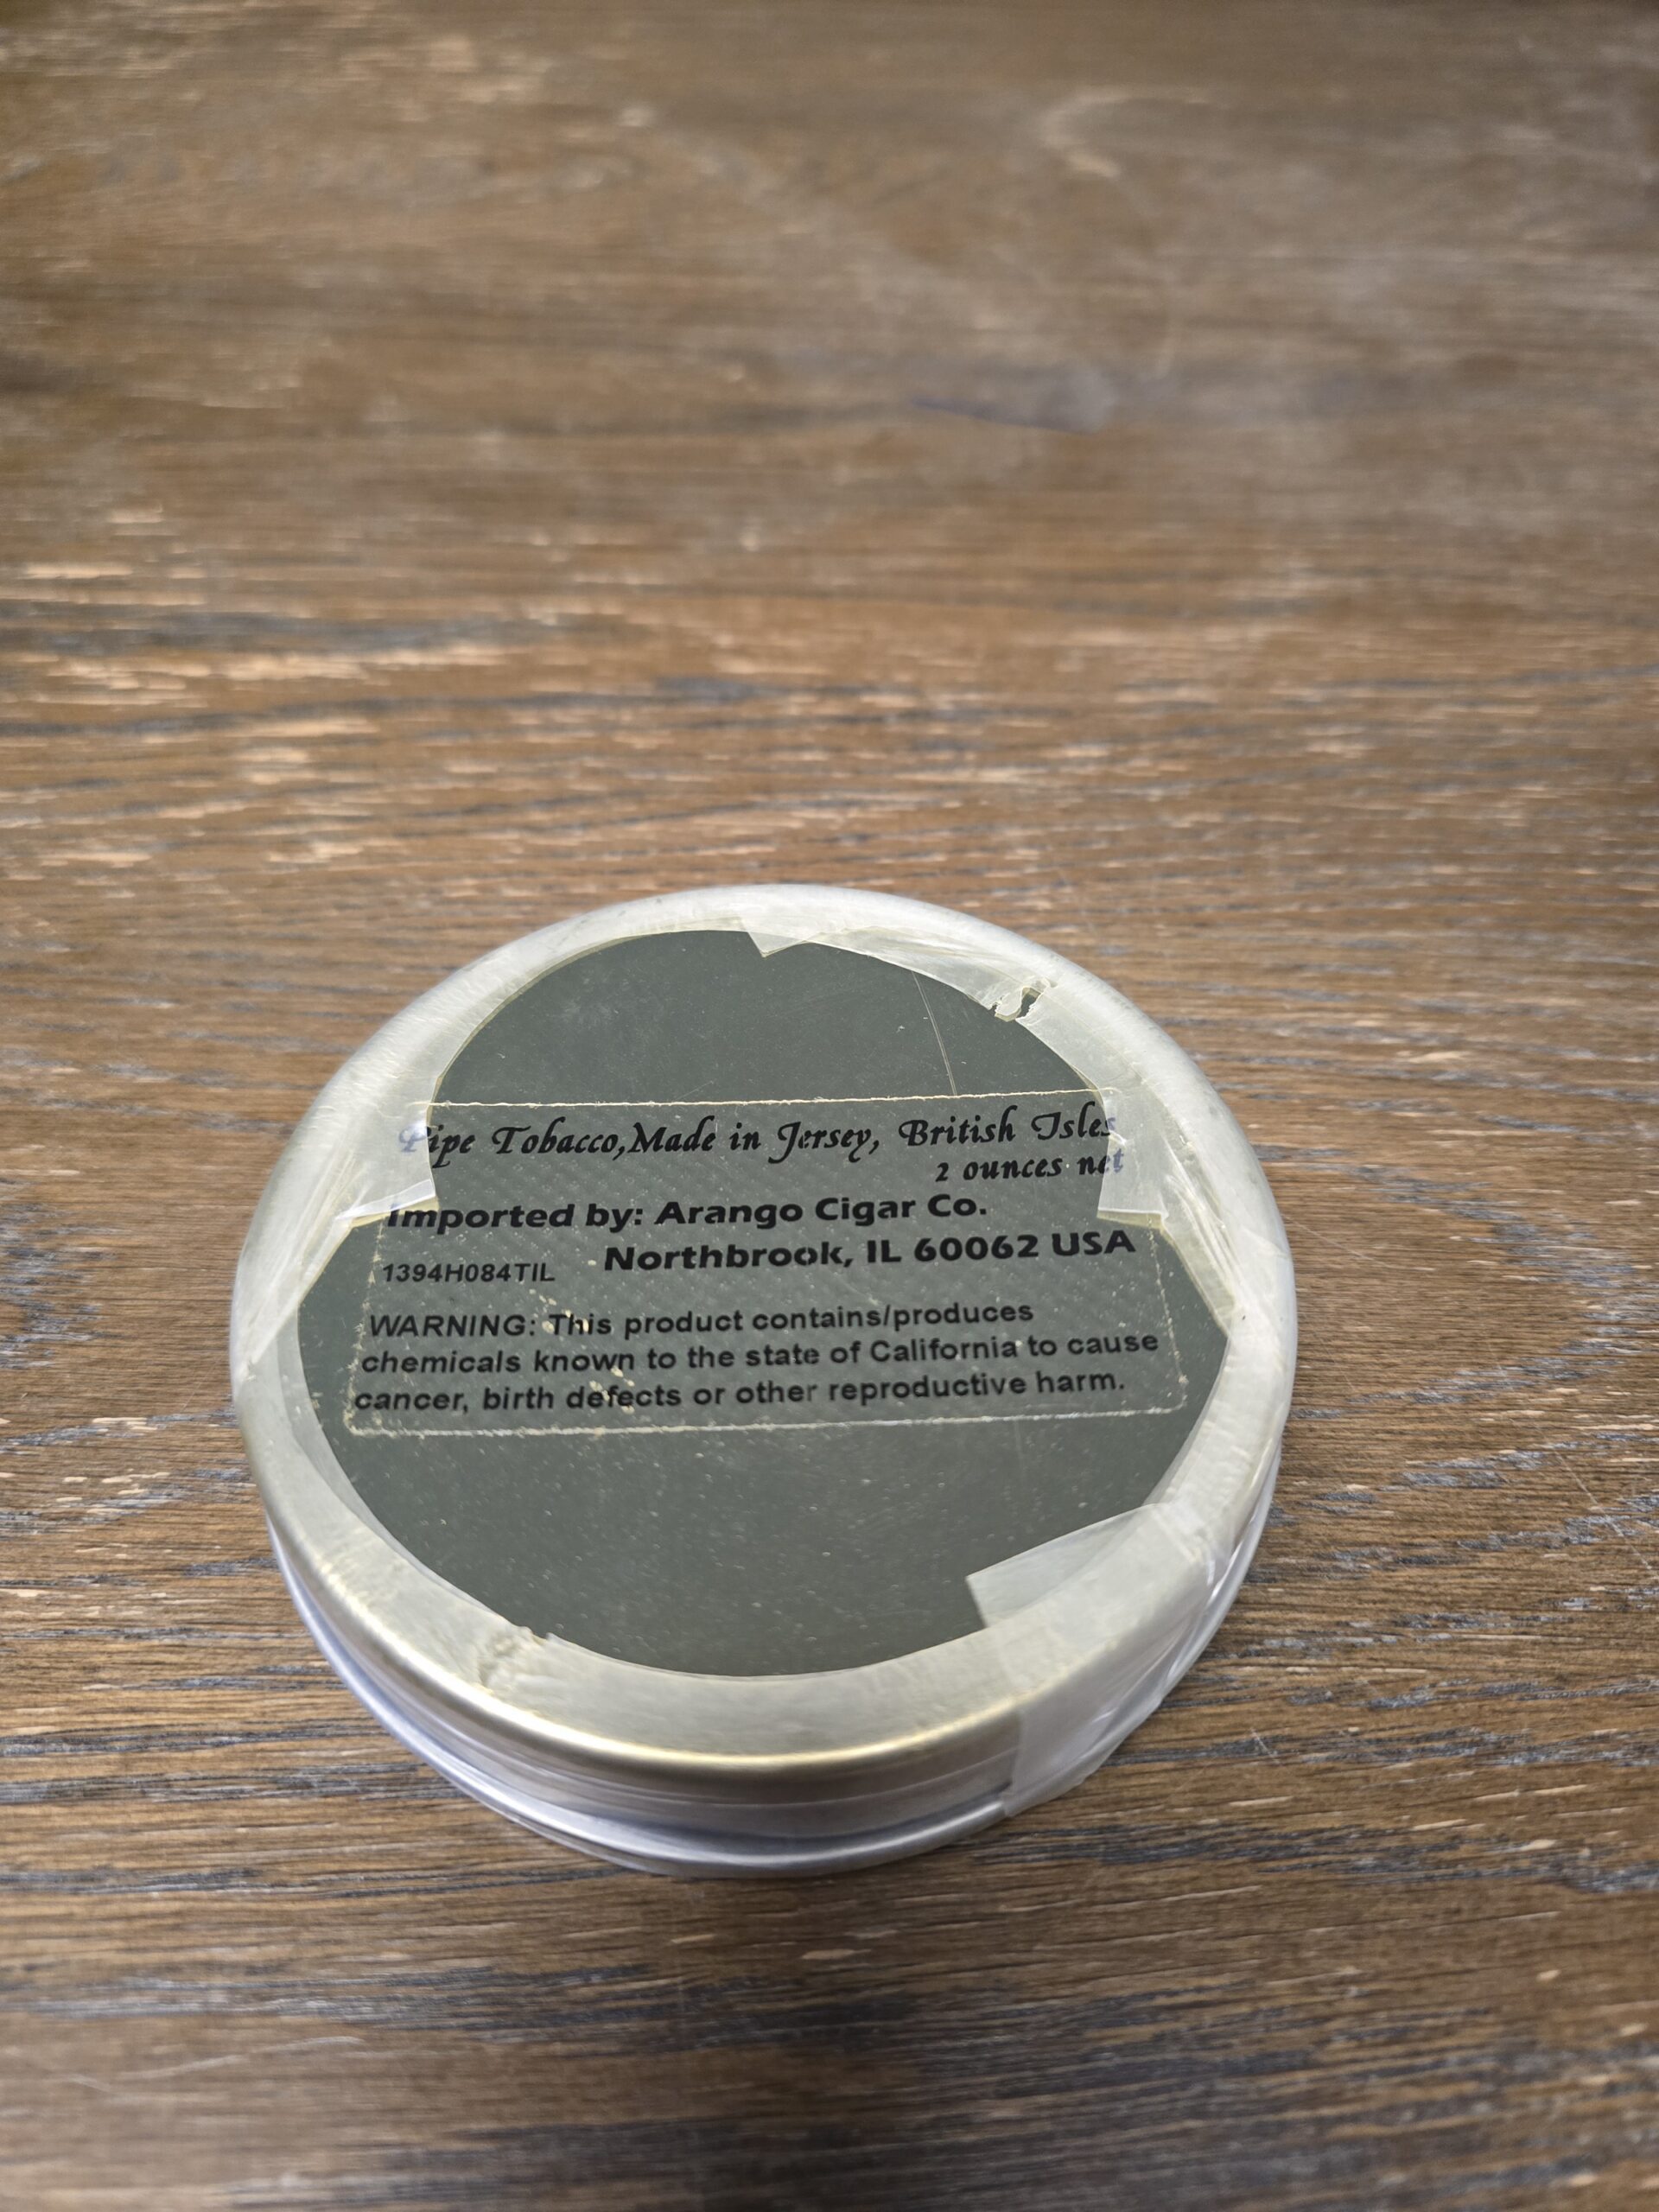 Pipe Tobacco,Made in Jersey, British Isles
2 ounces net
Imported by: Arango Cigar Co.
Northbrook, IL 60062 USA
1394H084TIL
WARNING: This product contains/produces
chemicals known to the state of California to cause
cancer, birth defects or other reproductive harm.